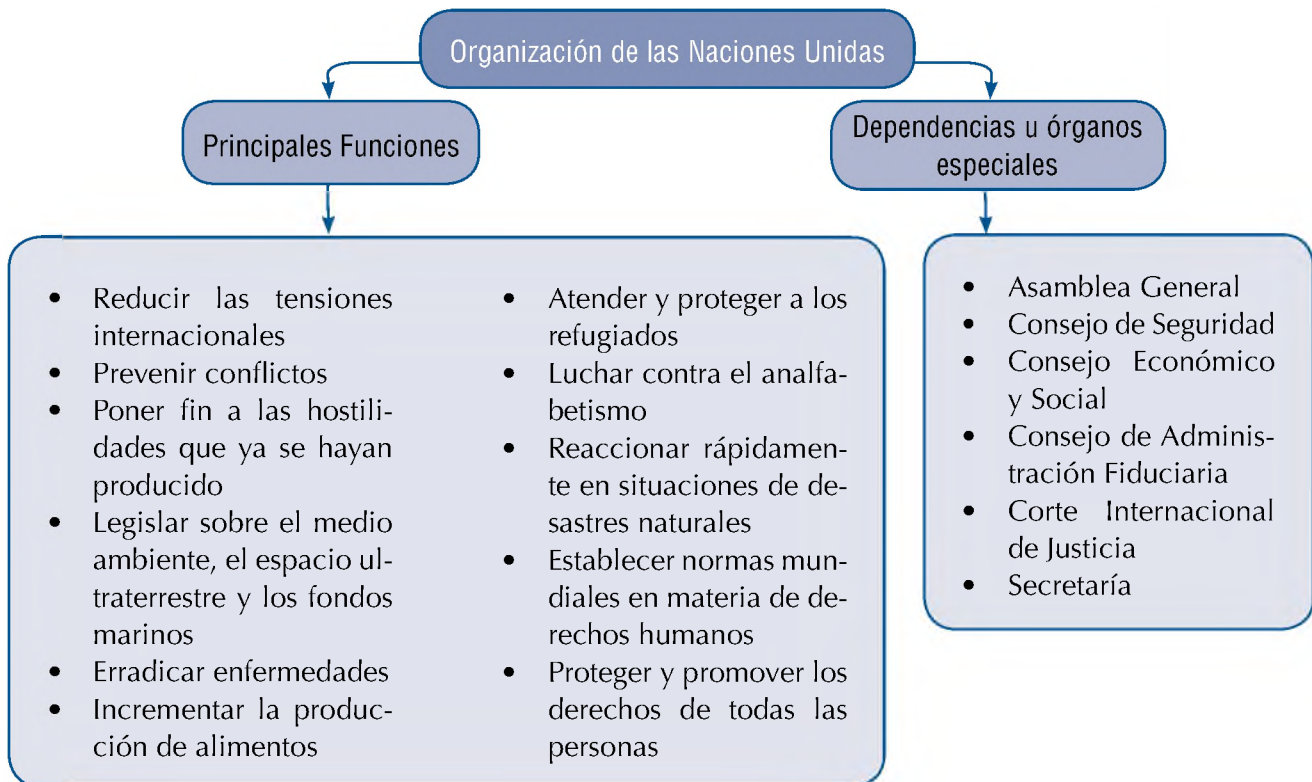 Organización de las Naciones Unidas
Principales Funciones
• Reducir las tensiones
internacionales
• Prevenir conflictos
• Poner fin a las hostili-
dades que ya se hayan
producido
• Legislar sobre el medio
ambiente, el espacio ul-
traterrestre y los fondos
marinos
• Erradicar enfermedades
• Incrementar la produc-
ción de alimentos
• Atender y proteger a los
refugiados
• Luchar contra el analfa-
betismo
• Reaccionar rápidamen-
te en situaciones de de-
sastres naturales
• Establecer normas mun-
diales en materia de de-
rechos humanos
• Proteger y promover los
derechos de todas las
personas
Dependencias u órganos
especiales
• Asamblea General
• Consejo de Seguridad
• Consejo Económico
y Social
• Consejo de Adminis-
tración Fiduciaria
• Corte Internacional
de Justicia
• Secretaría